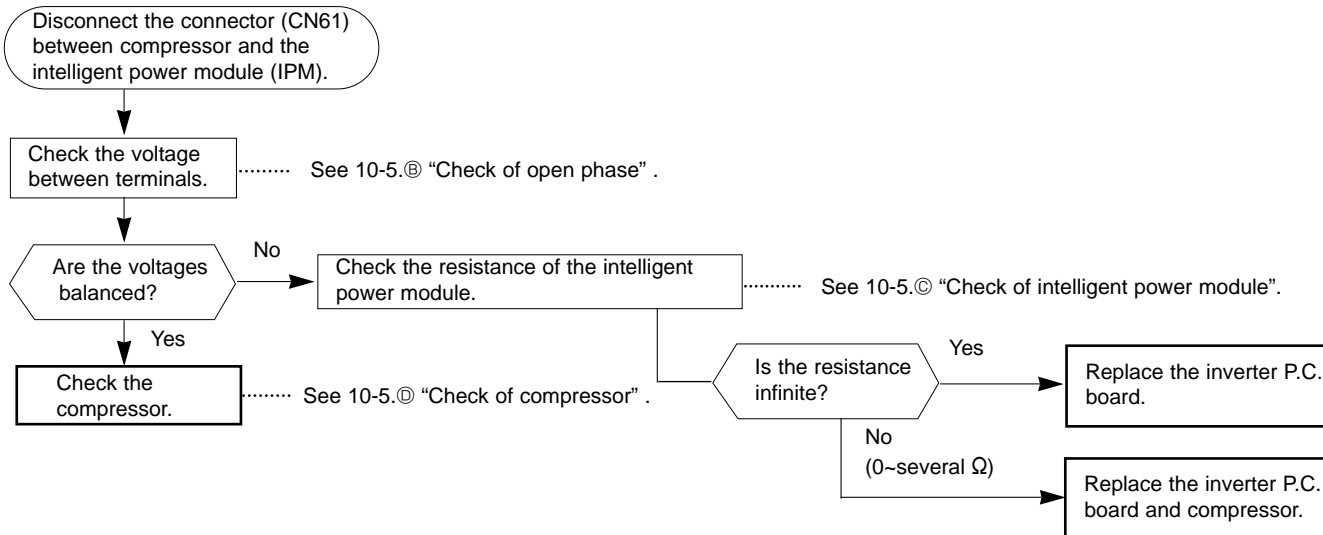 Disconnect the connector (CN61)
between compressor and the
intelligent power module (IPM).
Check the voltage
between terminals.
See 10-5.Ⓑ “Check of open phase” .
Are the voltages
balanced?
No
Check the resistance of the intelligent
power module.
See 10-5.Ⓒ “Check of intelligent power module”.
Yes
Check the
compressor.
See 10-5.Ⓓ “Check of compressor” .
Is the resistance
infinite?
Yes
Replace the inverter P.C.
board.
No
(0~several Ω)
Replace the inverter P.C.
board and compressor.